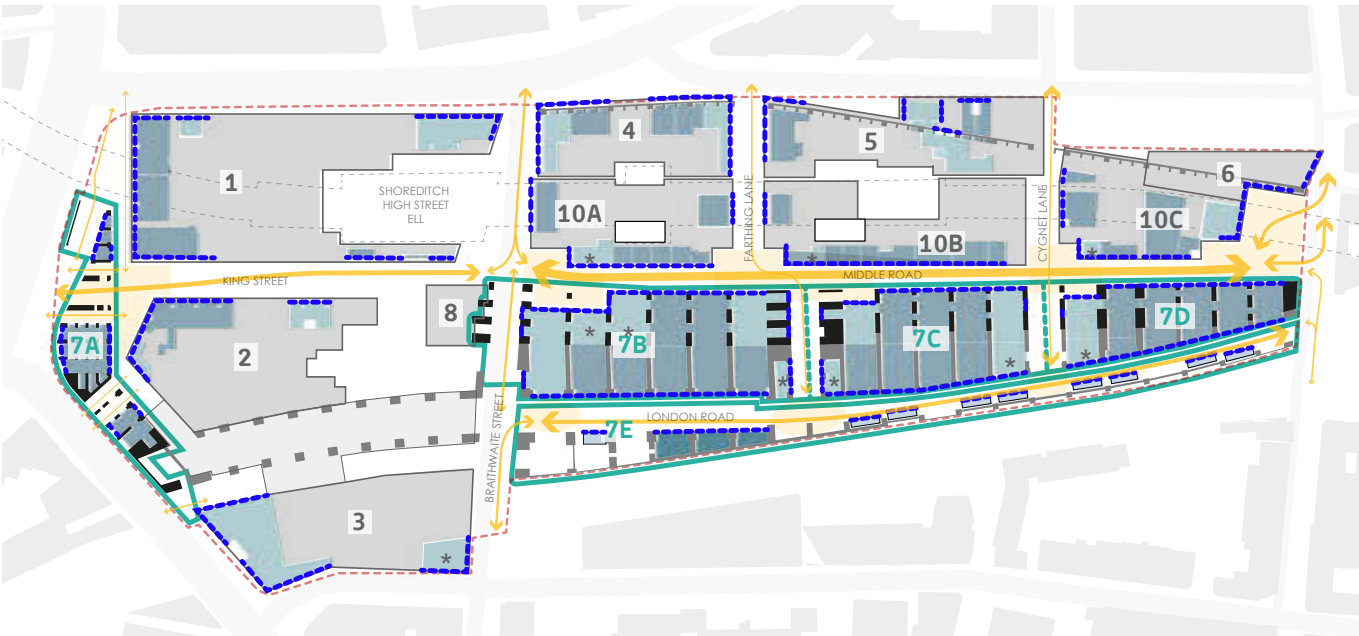 4
5
1
6
SHOREDITCH
HIGH STREET
ELL
FARTHING LANE
CYGNET LANE
10A
10B
10C
*
*
*
KING STREET
MIDDLE ROAD
8
7A
2
7B
7C
7D
*
*
*
*
*
*
BRAITHWAITE STREET
LONDON ROAD
7E
3
*